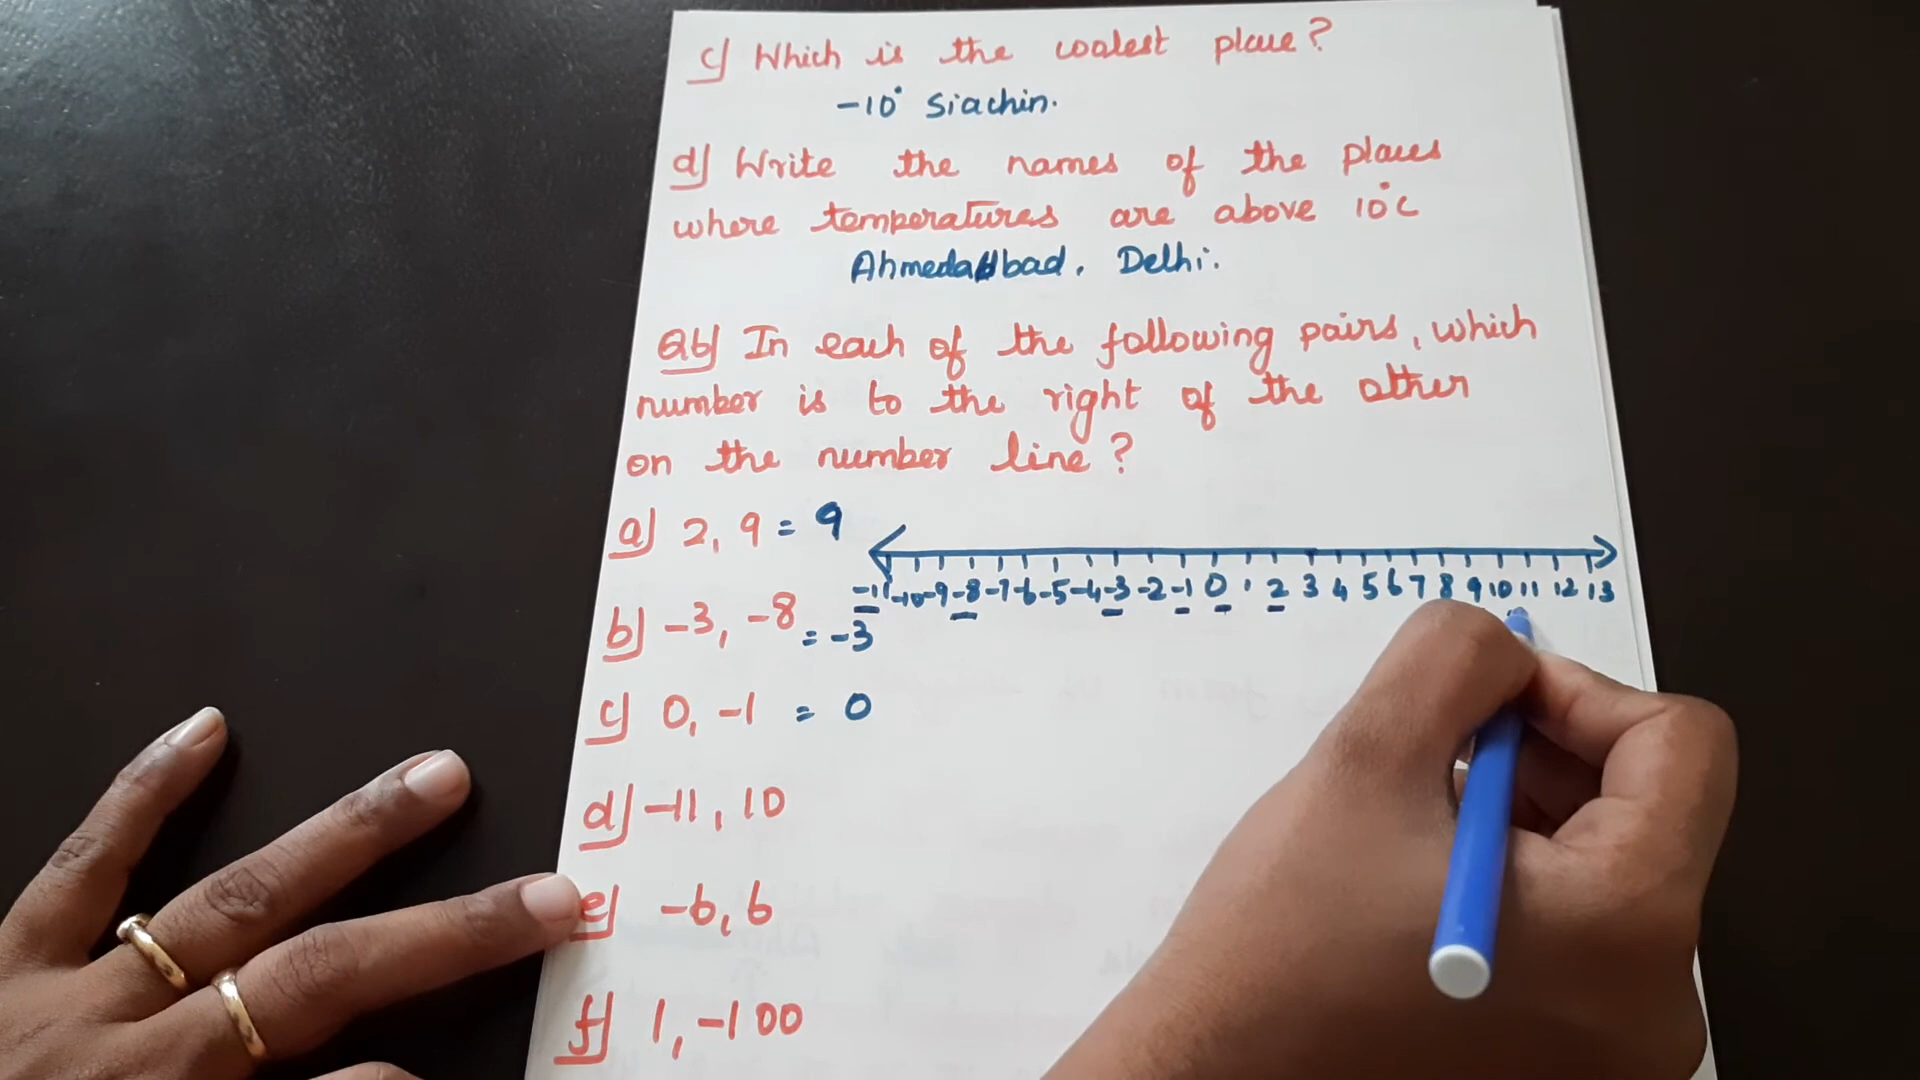 c) Which is the coolest place?
-10° Siachin.
d) Write the names of the places
where temperatures are above 10°C
Ahmedabad, Delhi.
Q6) In each of the following pairs, which
number is to the right of the other
on the number line?
a) 2, 9 = 9
-11 -10 -9 -8 -7 -6 -5 -4 -3 -2 -1 0 1 2 3 4 5 6 7 8 9 10 11 12 13
b) -3, -8 = -3
c) 0, -1 = 0
d) -11, 10
e) -6, 6
f) 1, -100